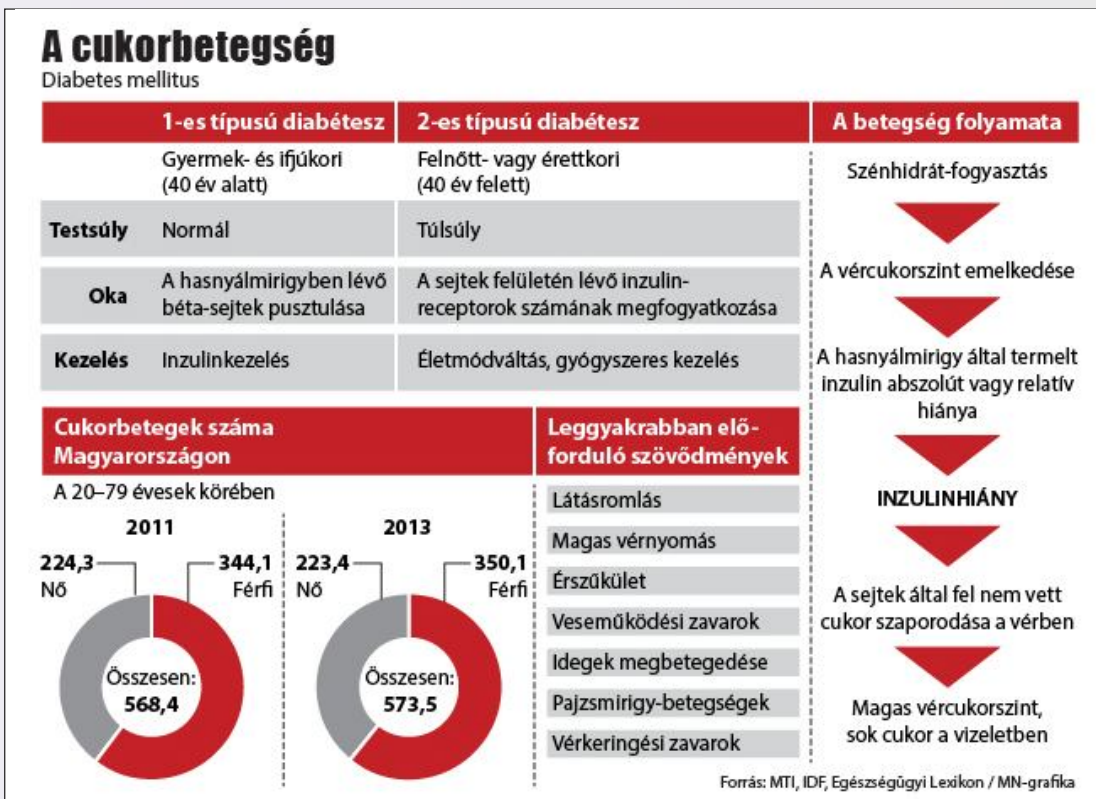 A cukorbetegség
Diabetes mellitus
1-es típusú diabétesz
2-es típusú diabétesz
Gyermek- és ifjúkori
(40 év alatt)
Felnőtt- vagy érettkori
(40 év felett)
Testsúly
Normál
Túlsúly
Oka
A hasnyálmirigyben lévő
béta-sejtek pusztulása
A sejtek felületén lévő inzulin-
receptorok számának megfogyatkozása
Kezelés
Inzulinkezelés
Életmódváltás, gyógyszeres kezelés
A betegség folyamata
Szénhidrát-fogyasztás
A vércukorszint emelkedése
A hasnyálmirigy által termelt
inzulin abszolút vagy relatív
hiánya
INZULINHIÁNY
A sejtek által fel nem vett
cukor szaporodása a vérben
Magas vércukorszint,
sok cukor a vizeletben
Cukorbetegek száma
Magyarországon
A 20–79 évesek körében
2011
224,3
Nő
344,1
Férfi
Összesen:
568,4
2013
223,4
Nő
350,1
Férfi
Összesen:
573,5
Leggyakrabban elő-
forduló szövődmények
Látásromlás
Magas vérnyomás
Érszűkület
Veseműködési zavarok
Idegek megbetegedése
Pajzsmirigy-betegségek
Vérkeringési zavarok
Forrás: MTI, IDF, Egészségügyi Lexikon / MN-grafika